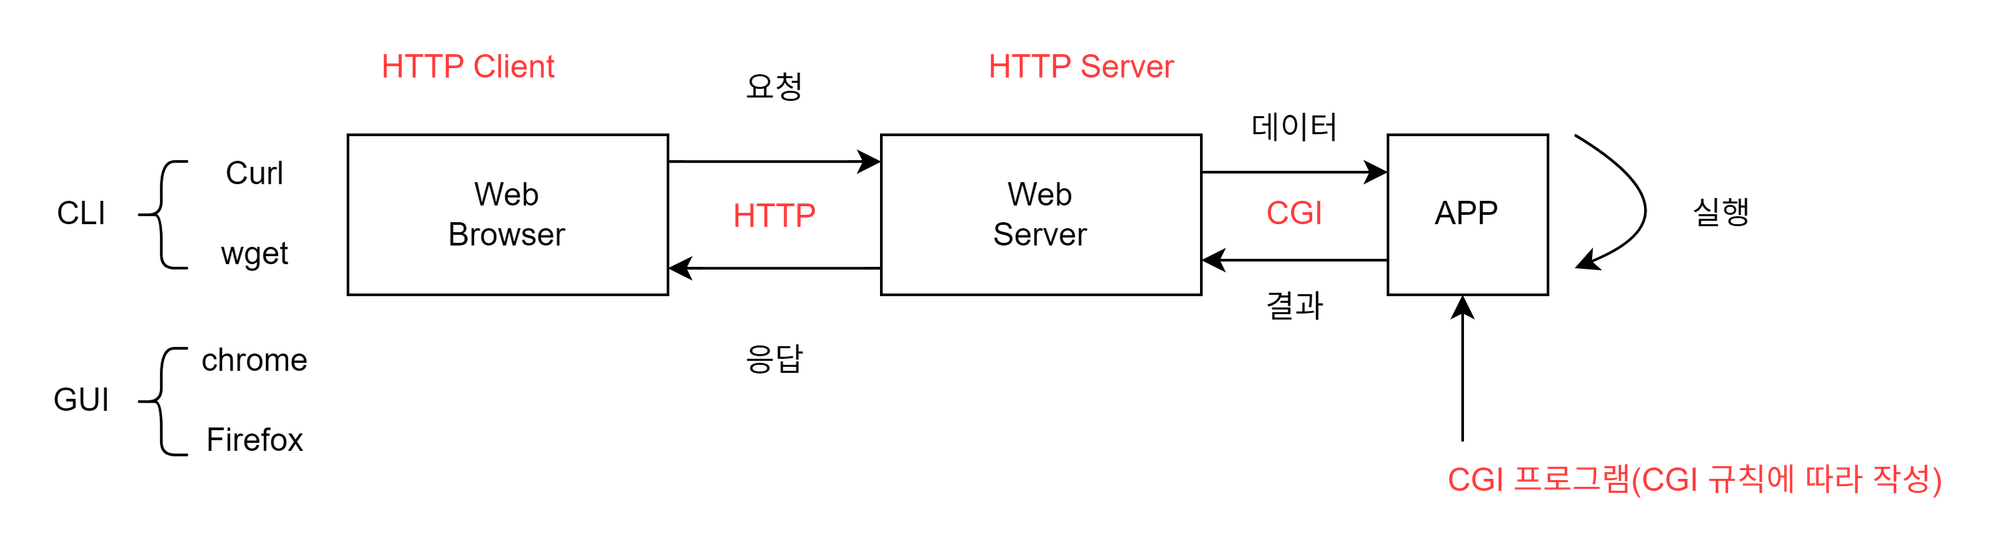 HTTP Client
HTTP Server
요청
데이터
CLI
Curl
wget
Web
Browser
HTTP
Web
Server
CGI
APP
실행
결과
응답
GUI
chrome
Firefox
CGI 프로그램(CGI 규칙에 따라 작성)